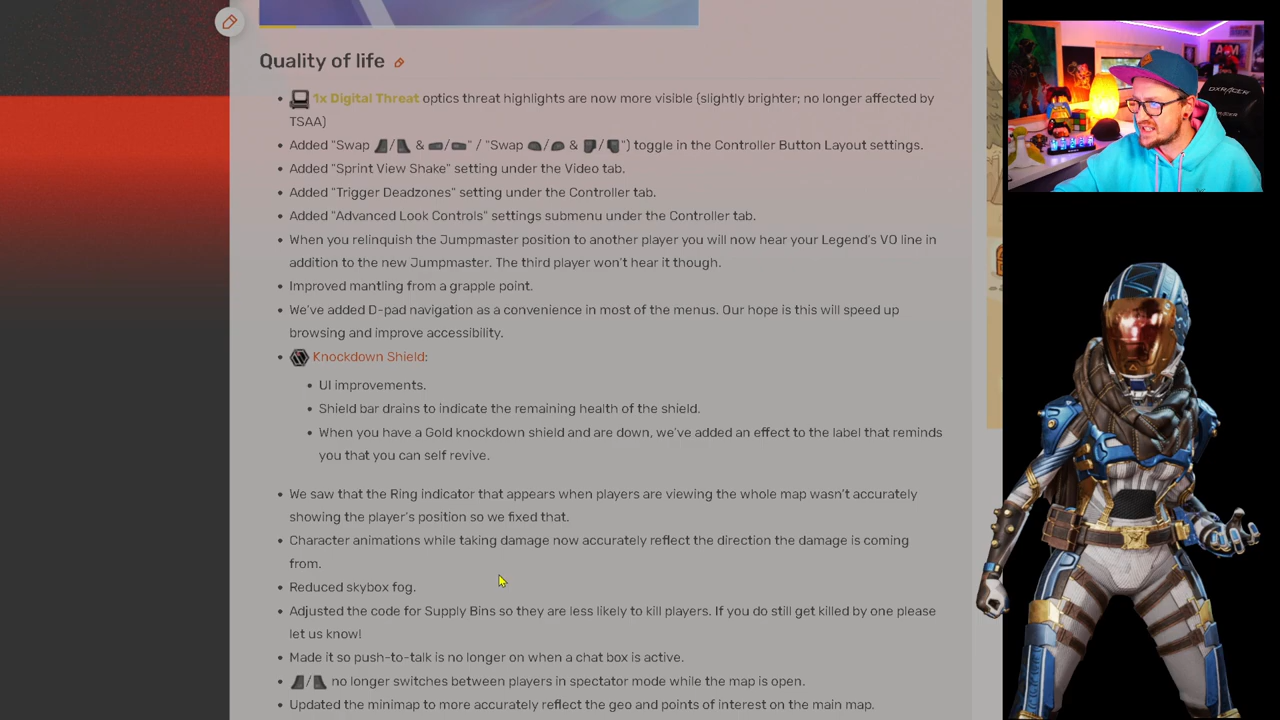 Quality of life
1x Digital Threat optics threat highlights are now more visible (slightly brighter; no longer affected by
TSAA)
Added "Swap / & / " / "Swap / & / ") toggle in the Controller Button Layout settings.
Added "Sprint View Shake" setting under the Video tab.
Added "Trigger Deadzones" setting under the Controller tab.
Added "Advanced Look Controls" settings submenu under the Controller tab.
When you relinquish the Jumpmaster position to another player you will now hear your Legend's VO line in
addition to the new Jumpmaster. The third player won't hear it though.
Improved mantling from a grapple point.
We've added D-pad navigation as a convenience in most of the menus. Our hope is this will speed up
browsing and improve accessibility.
Knockdown Shield:
UI improvements.
Shield bar drains to indicate the remaining health of the shield.
When you have a Gold knockdown shield and are down, we've added an effect to the label that reminds
you that you can self revive.
We saw that the Ring indicator that appears when players are viewing the whole map wasn't accurately
showing the player's position so we fixed that.
Character animations while taking damage now accurately reflect the direction the damage is coming
from.
Reduced skybox fog.
Adjusted the code for Supply Bins so they are less likely to kill players. If you do still get killed by one please
let us know!
Made it so push-to-talk is no longer on when a chat box is active.
/ no longer switches between players in spectator mode while the map is open.
Updated the minimap to more accurately reflect the geo and points of interest on the main map.
DXRACER